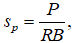 s_p = P / RB,